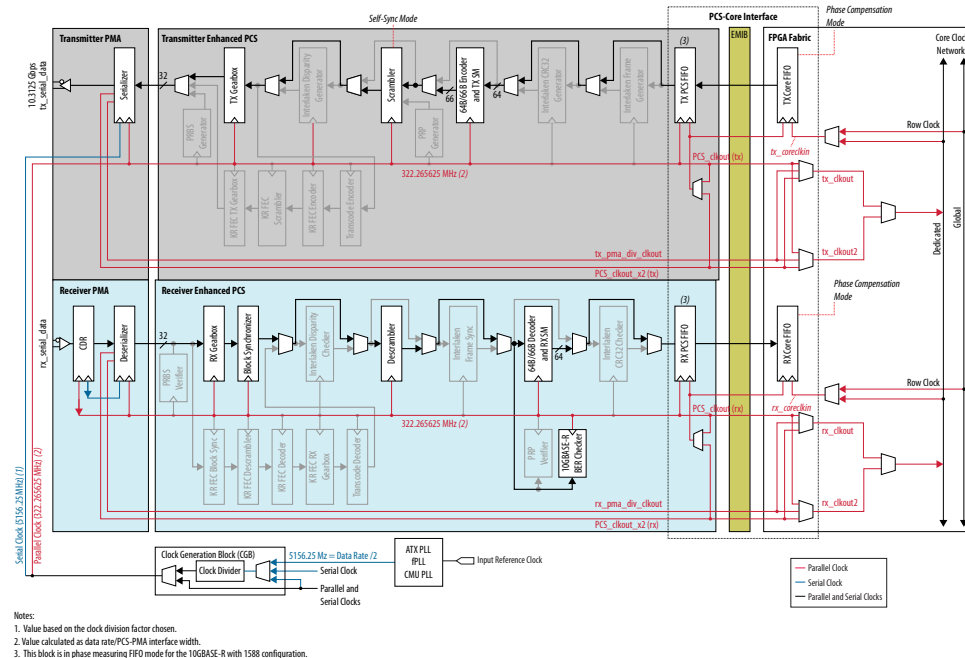 Self-Sync Mode
PCS-Core Interface
Phase Compensation
Mode
Transmitter PMA
Transmitter Enhanced PCS
EMIB
FPGA Fabric
Core Clock
Network
(3)
10.3125 Gbps
tx_serial_data
Serializer
32
TX Gearbox
PRBS
Generator
Interlaken Disparity
Generator
Scrambler
PRP
Generator
66
64B/66B Encoder
and TX SM
64
Interlaken CRC32
Generator
Interlaken Frame
Generator
TX PCS FIFO
TX Core FIFO
Row Clock
tx_coreclkin
PCS_clkout (tx)
322.265625 MHz (2)
tx_clkout
KR FEC TX Gearbox
KR FEC
Scrambler
KR FEC Encoder
Transcode Encoder
tx_pma_div_clkout
tx_clkout2
PCS_clkout_x2 (tx)
Dedicated
Global
Receiver PMA
Receiver Enhanced PCS
(3)
Phase Compensation
Mode
rx_serial_data
CDR
Deserializer
32
PRBS
Verifier
RX Gearbox
Block Synchronizer
Interlaken Disparity
Checker
Descrambler
Interlaken
Frame Sync
64B/66B Decoder
and RX SM
64
Interlaken
CRC32 Checker
RX PCS FIFO
RX Core FIFO
Row Clock
rx_coreclkin
PCS_clkout (rx)
322.265625 MHz (2)
rx_clkout
KR FEC Block Sync
KR FEC Descrambler
KR FEC Decoder
KR FEC RX
Gearbox
Transcode Decoder
PRP
Verifier
10GBASE-R
BER Checker
rx_pma_div_clkout
rx_clkout2
PCS_clkout_x2 (rx)
Serial Clock (5156.25 MHz) (1)
Parallel Clock (322.265625 MHz) (2)
Clock Generation Block (CGB)
Clock Divider
5156.25 Mz = Data Rate /2
Serial Clock
Parallel and
Serial Clocks
ATX PLL
fPLL
CMU PLL
Input Reference Clock
Parallel Clock
Serial Clock
Parallel and Serial Clocks
Notes:
1. Value based on the clock division factor chosen.
2. Value calculated as data rate/PCS-PMA interface width.
3. This block is in phase measuring FIFO mode for the 10GBASE-R with 1588 configuration.